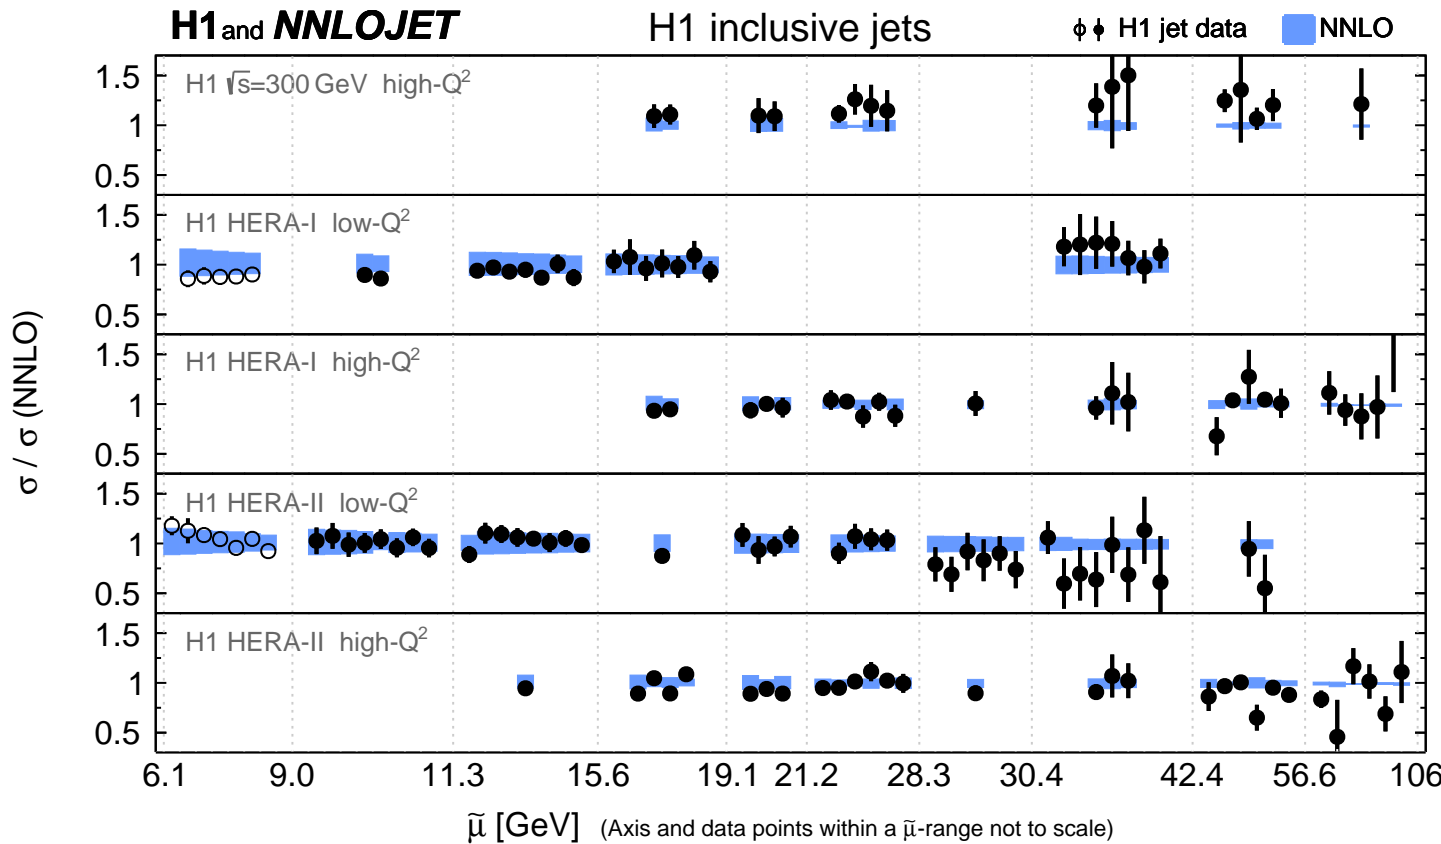 H1 and NNLOJET H1 inclusive jets H1 jet data NNLO
H1 √s=300 GeV high-Q²
1.5
1
0.5
H1 HERA-I low-Q²
1.5
1
0.5
H1 HERA-I high-Q²
1.5
1
0.5
H1 HERA-II low-Q²
1.5
1
0.5
H1 HERA-II high-Q²
1.5
1
0.5
σ / σ (NNLO)
6.1 9.0 11.3 15.6 19.1 21.2 28.3 30.4 42.4 56.6 106
μ̃ [GeV] (Axis and data points within a μ̃-range not to scale)